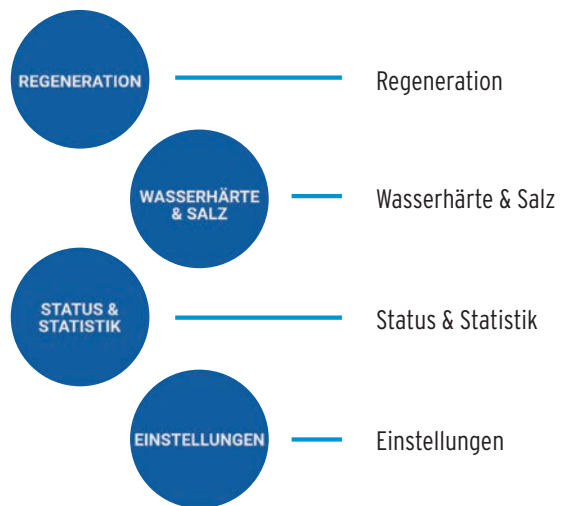 REGENERATION
Regeneration
WASSERHÄRTE
& SALZ
Wasserhärte & Salz
STATUS &
STATISTIK
Status & Statistik
EINSTELLUNGEN
Einstellungen